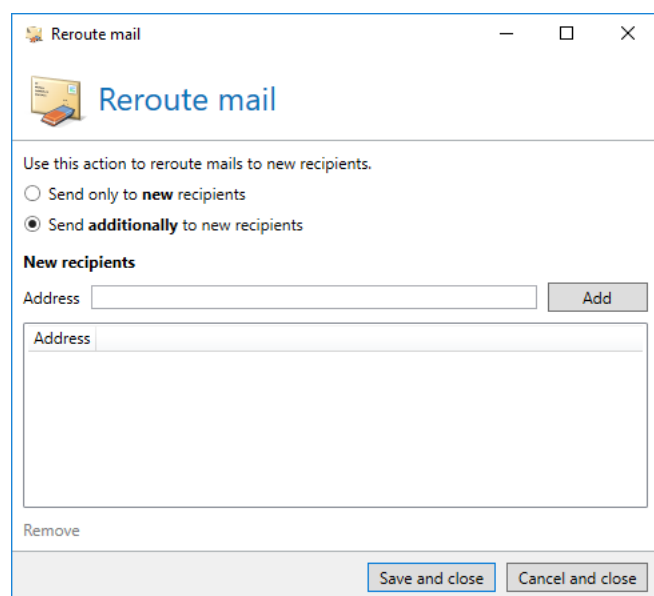 Reroute mail
Reroute mail
Use this action to reroute mails to new recipients.
Send only to new recipients
Send additionally to new recipients
New recipients
Address Add
Address
Remove
Save and close Cancel and close